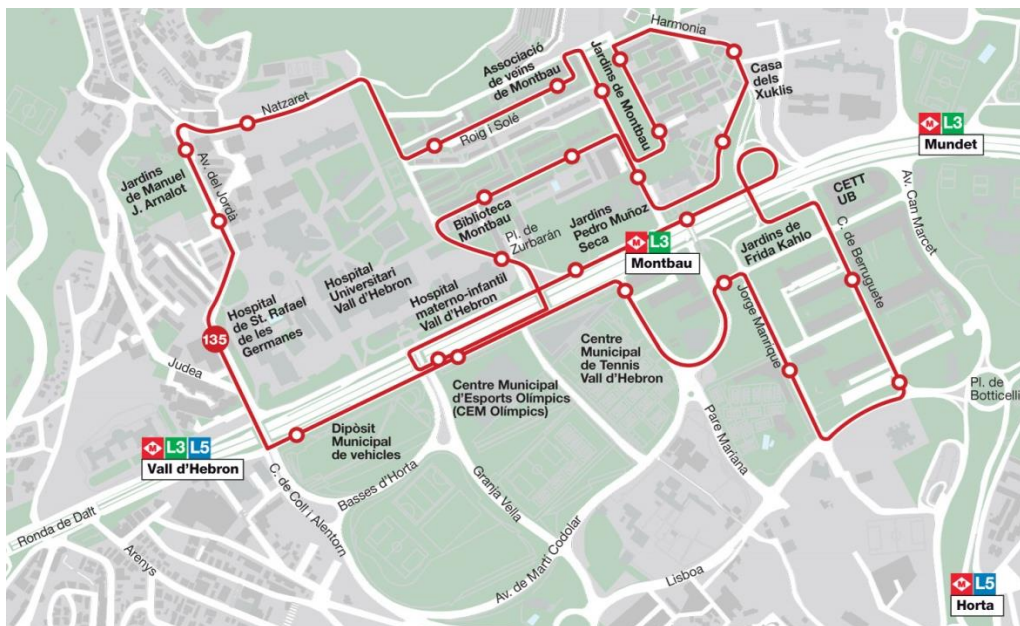 Harmonia
Associació
de veïns
de Montbau
Jardins de Montbau
Casa
dels
Xuklis
Natzaret
Roig i Solé
M L3
Mundet
Jardins
de Manuel
J. Arnalot
Av. del Jordà
Biblioteca
Montbau
Pl. de
Zurbarán
Jardins
Pedro Muñoz
Seca
M L3
Montbau
CETT
UB
Jardins de
Frida Kahlo
C. de Berruguete
Av. Can Marcet
Hospital
de St. Rafael
de les
Germanes
Hospital
Universitari
Vall d'Hebron
Hospital
materno-infantil
Vall d'Hebron
135
Judea
Jorge Manrique
Centre
Municipal
de Tennis
Vall d'Hebron
Centre Municipal
d'Esports Olímpics
(CEM Olímpics)
Pl. de
Botticelli
Dipòsit
Municipal
de vehicles
M L3 L5
Vall d'Hebron
Pare Mariana
C. de Coll i Alentorn
Basses d'Horta
Granja Vella
Ronda de Dalt
Arenys
Av. de Martí Codolar
Lisboa
M L5
Horta